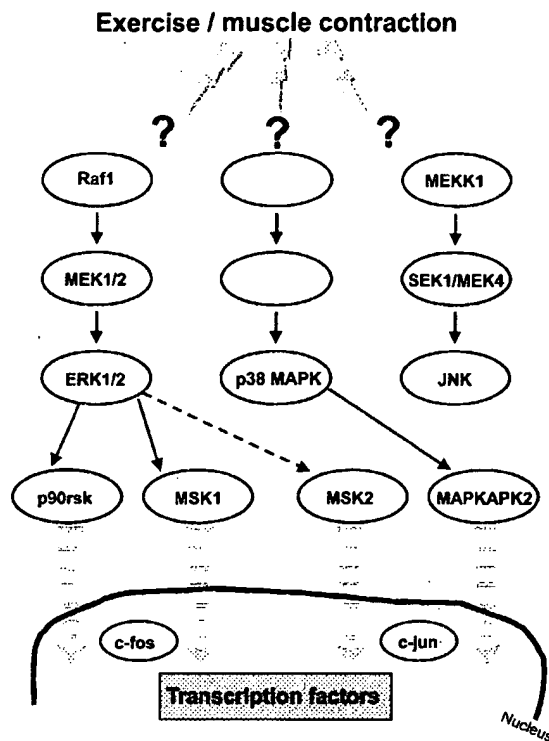 Exercise / muscle contraction
? ? ?
Raf1 MEKK1
MEK1/2 SEK1/MEK4
ERK1/2 p38 MAPK JNK
p90rsk MSK1 MSK2 MAPKAPK2
c-fos c-jun
Transcription factors
Nucleus